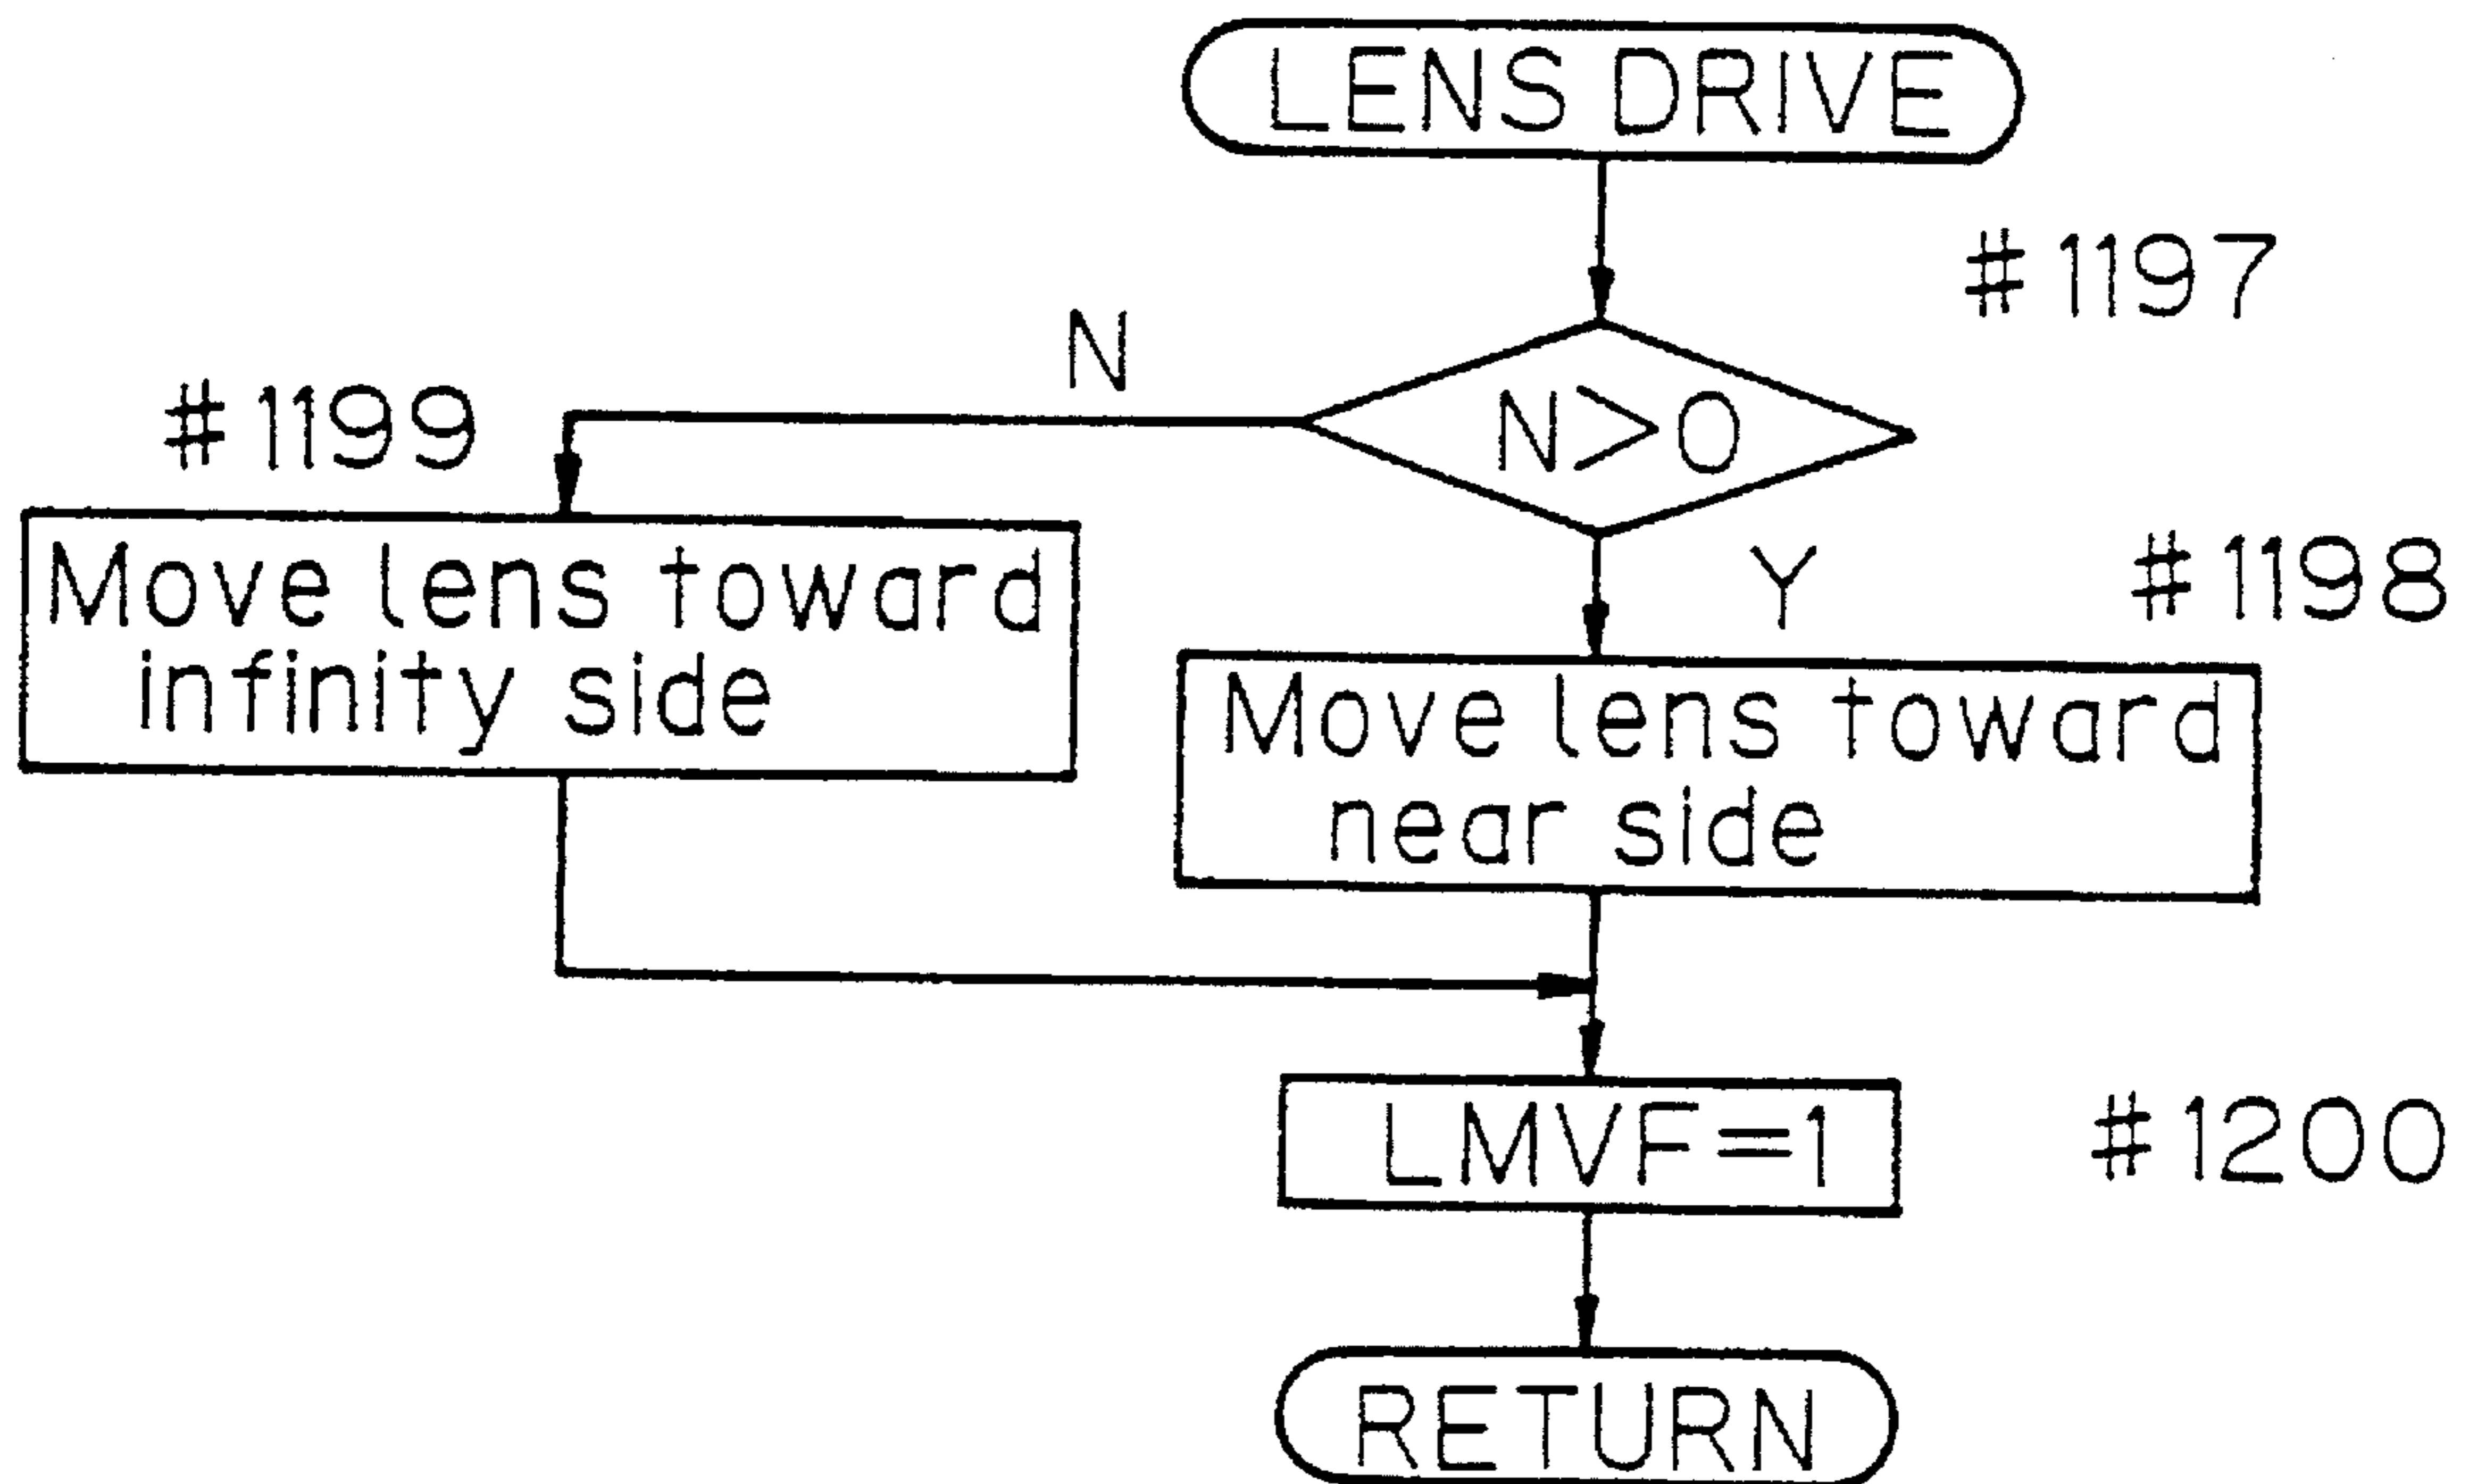 LENS DRIVE
#1197
N
N>0
#1199
Y
#1198
Move lens toward
infinity side
Move lens toward
near side
LMVF=1
#1200
RETURN